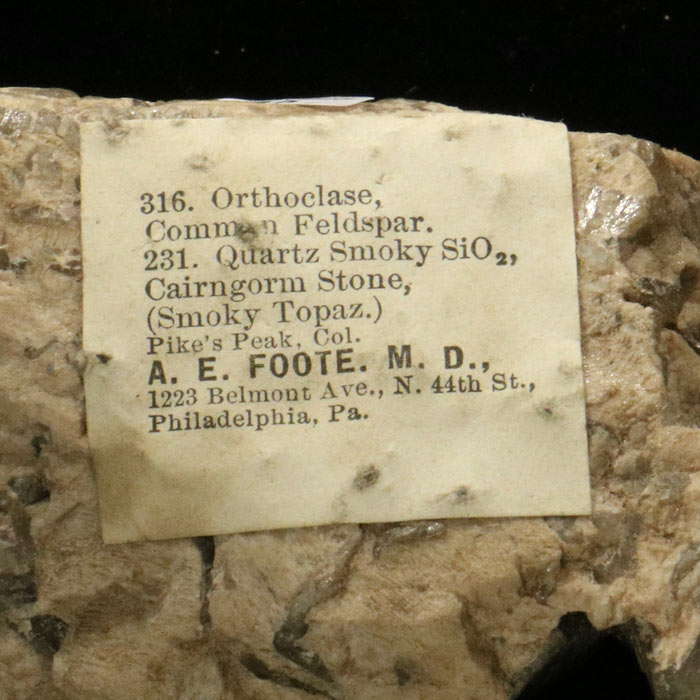 316. Orthoclase,
Common Feldspar.
231. Quartz Smoky SiO₂,
Cairngorm Stone,
(Smoky Topaz.)
Pike's Peak, Col.
A. E. FOOTE. M. D.,
1223 Belmont Ave., N. 44th St.,
Philadelphia, Pa.